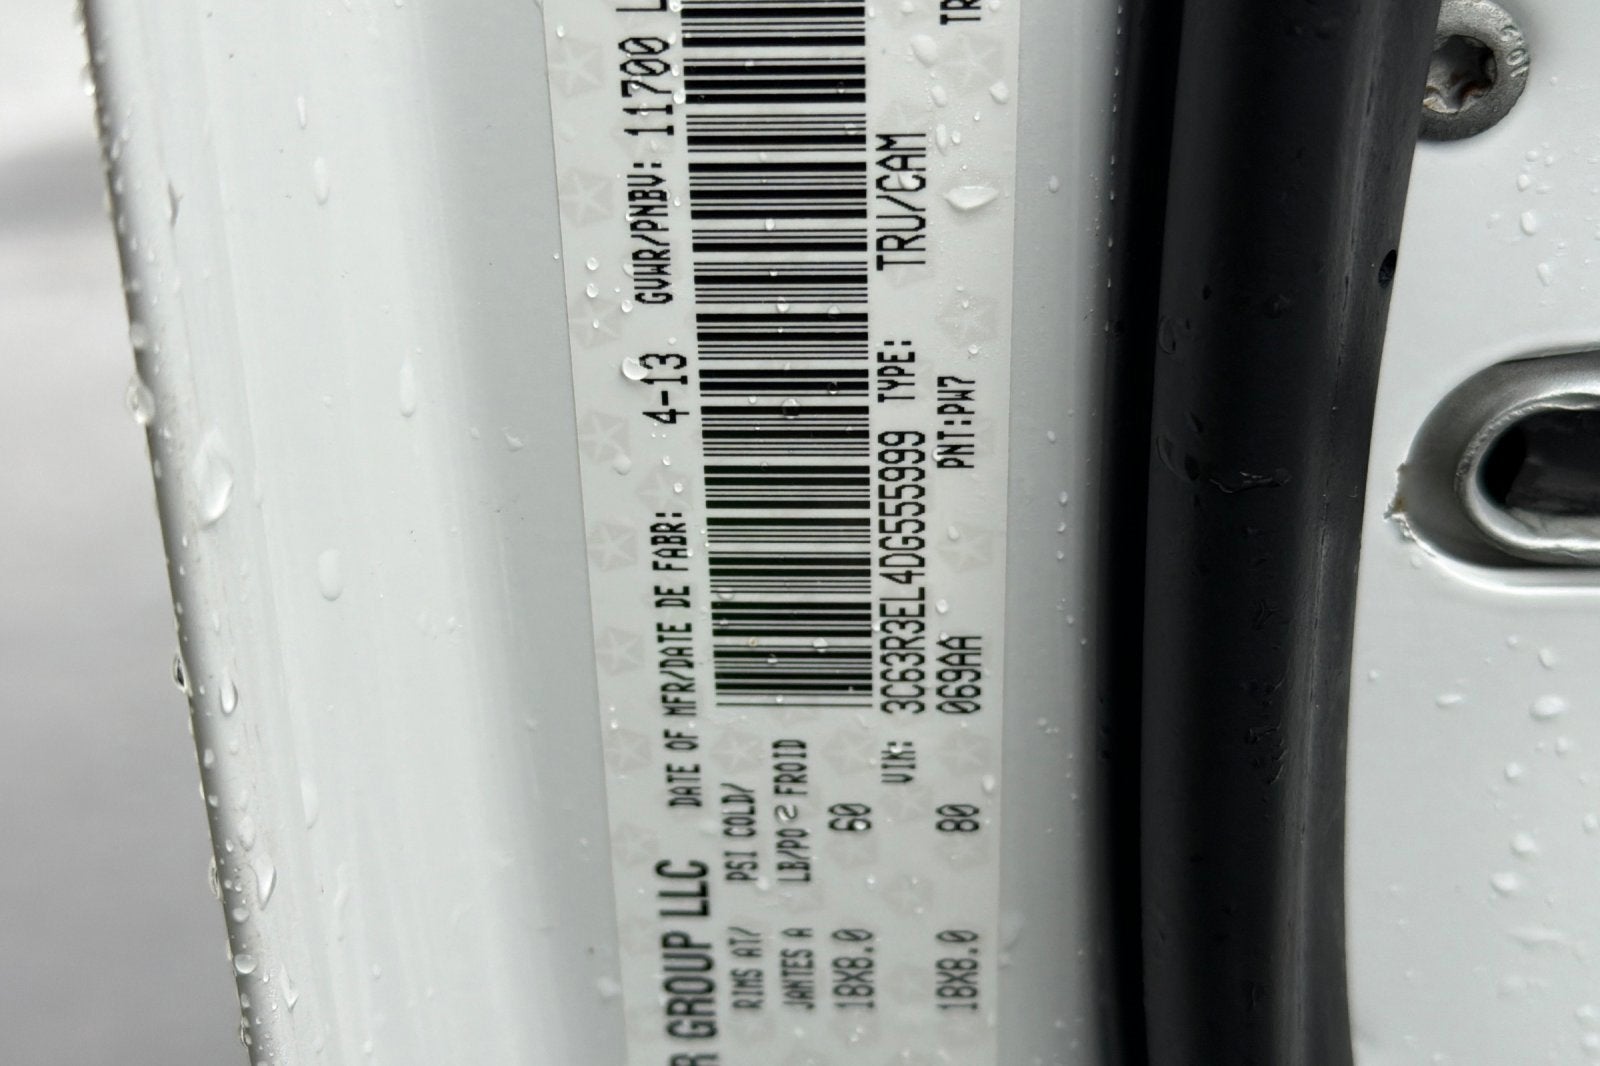 R GROUP LLC
DATE OF MFR/DATE DE FABR: 4-13 GVWR/PNBV: 11700 L
RIMS AT/ PSI COLD/
JANTES A LB/PO2 FROID
18X8.0 60
VIN: 3C63R3EL4DG555999 TYPE: TRU/CAM
18X8.0 80
069AA PNT:PW7 TR